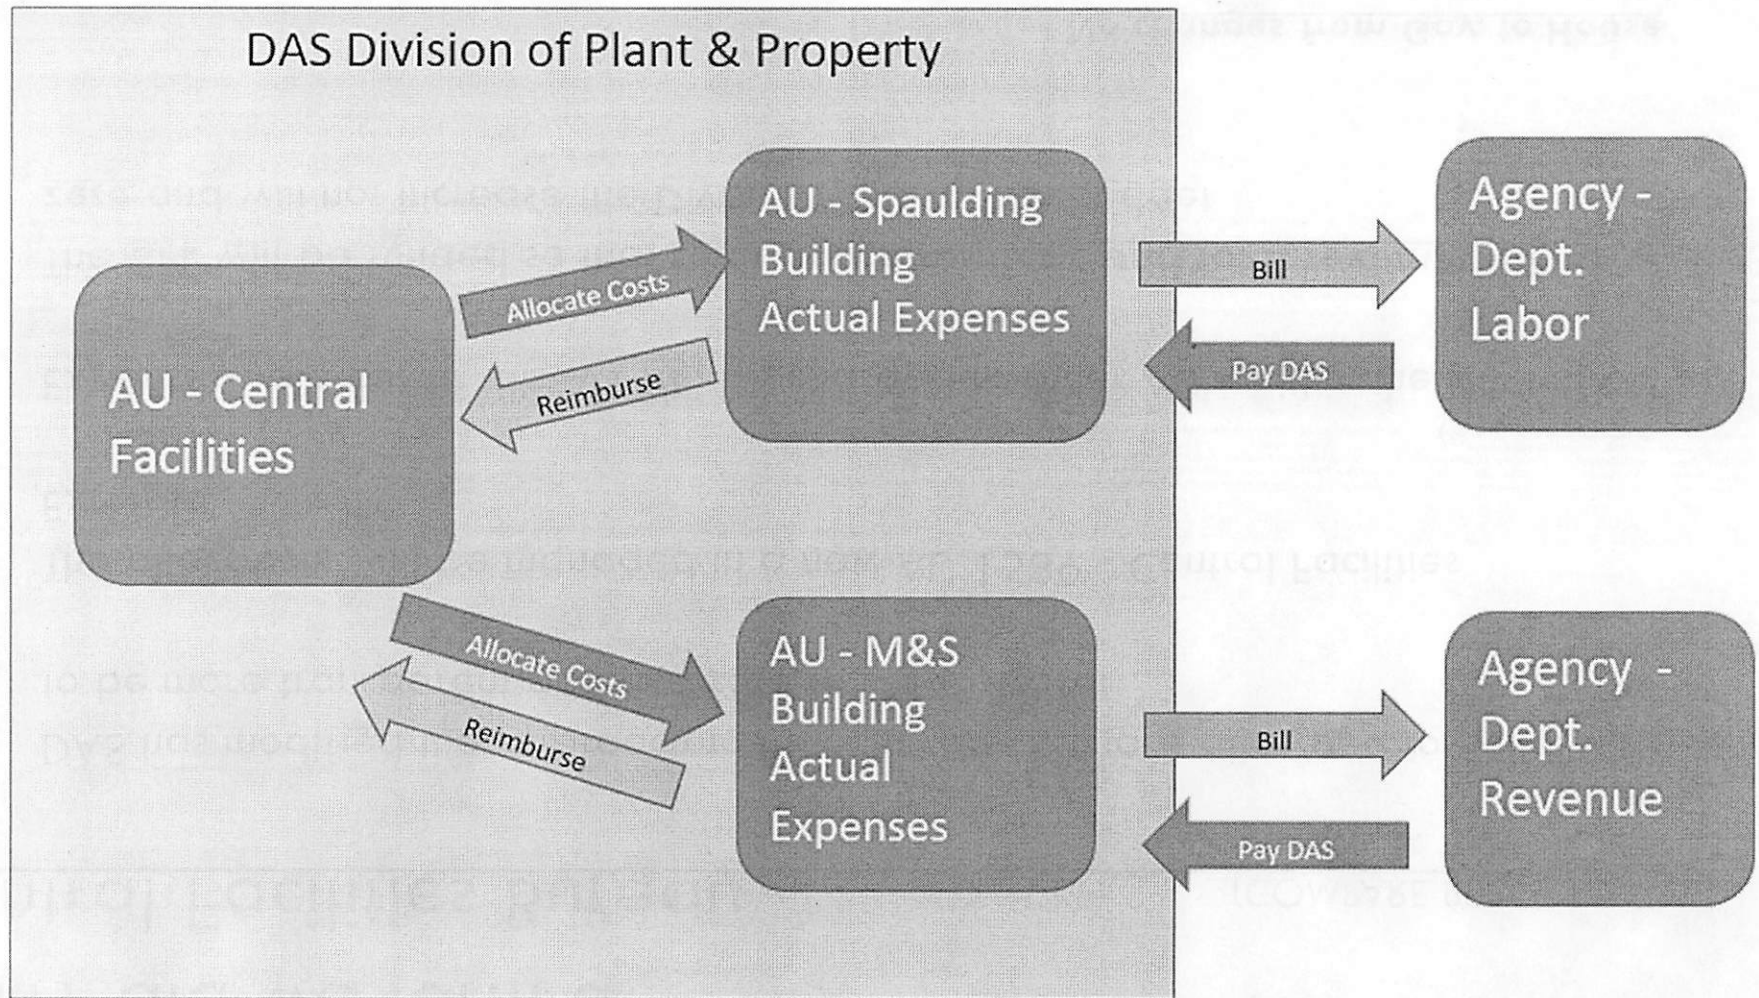 DAS Division of Plant & Property
AU - Central
Facilities
Allocate Costs
Reimburse
AU - Spaulding
Building
Actual Expenses
Bill
Pay DAS
Agency -
Dept.
Labor
Allocate Costs
Reimburse
AU - M&S
Building
Actual
Expenses
Bill
Pay DAS
Agency -
Dept.
Revenue